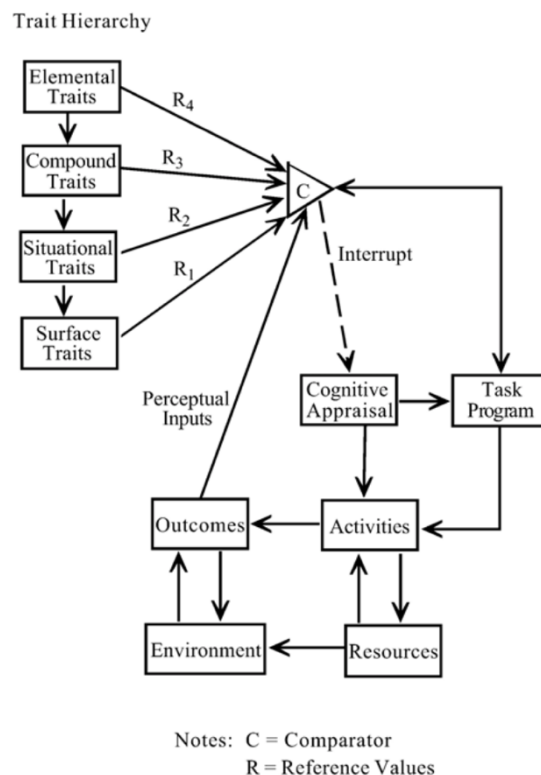 Trait Hierarchy
Elemental
Traits
R4
Compound
Traits
R3
C
R2
Situational
Traits
Interrupt
R1
Surface
Traits
Perceptual
Inputs
Cognitive
Appraisal
Task
Program
Outcomes
Activities
Environment
Resources
Notes: C = Comparator
R = Reference Values